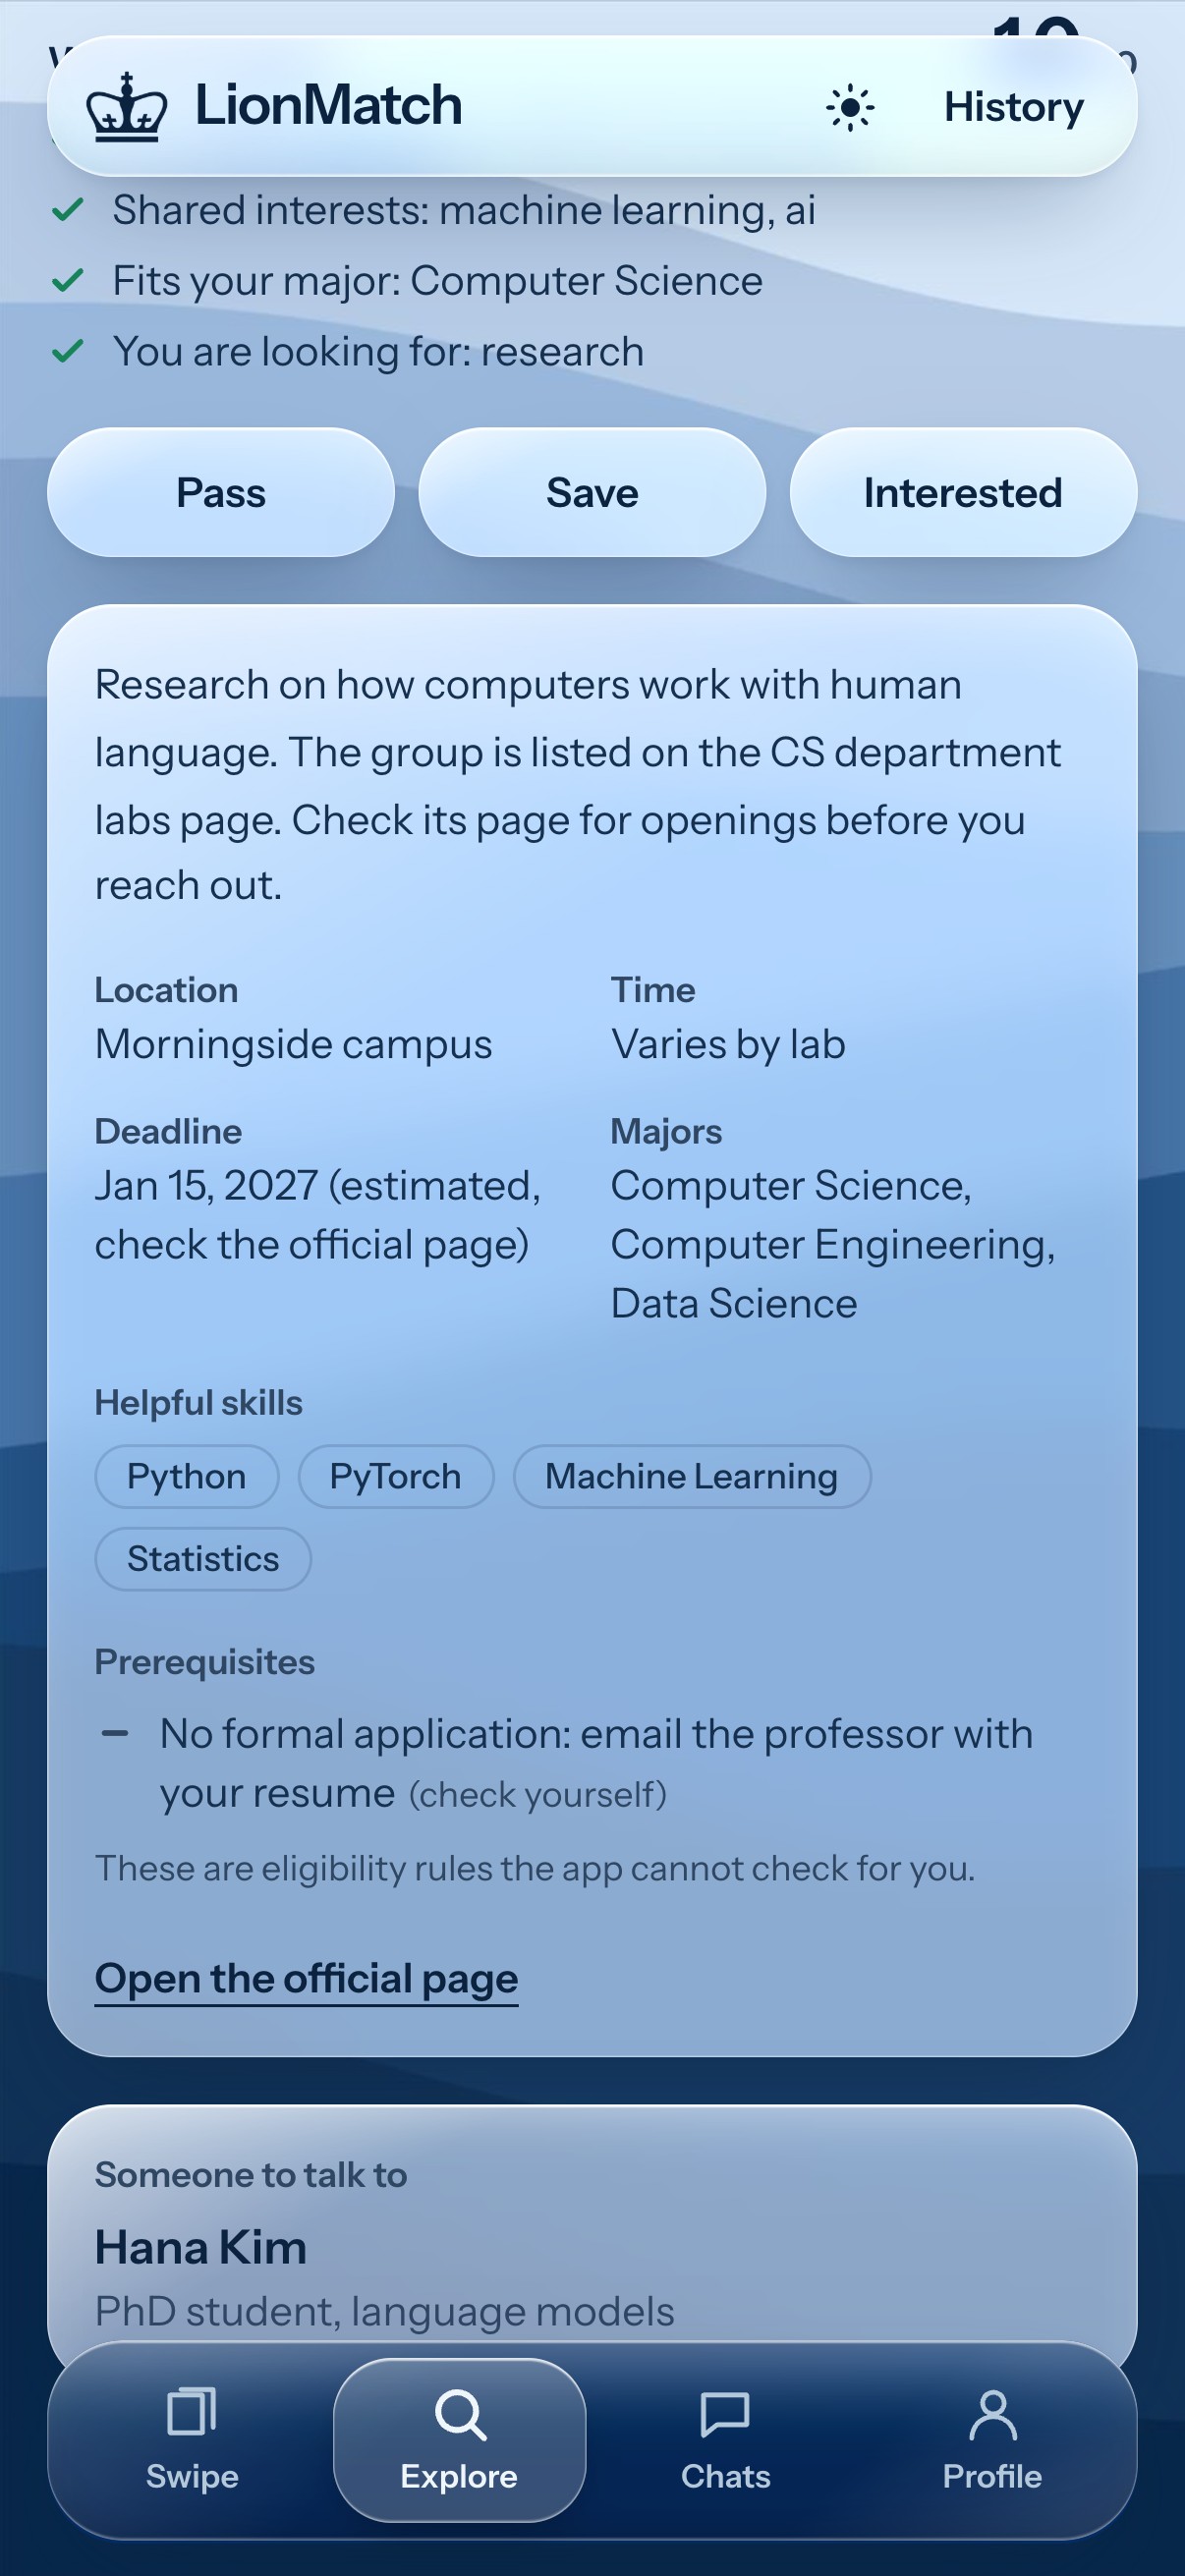 LionMatch
History
Shared interests: machine learning, ai
Fits your major: Computer Science
You are looking for: research
Pass
Save
Interested
Research on how computers work with human
language. The group is listed on the CS department
labs page. Check its page for openings before you
reach out.
Location
Morningside campus
Time
Varies by lab
Deadline
Jan 15, 2027 (estimated,
check the official page)
Majors
Computer Science,
Computer Engineering,
Data Science
Helpful skills
Python
PyTorch
Machine Learning
Statistics
Prerequisites
No formal application: email the professor with
your resume (check yourself)
These are eligibility rules the app cannot check for you.
Open the official page
Someone to talk to
Hana Kim
PhD student, language models
Swipe
Explore
Chats
Profile